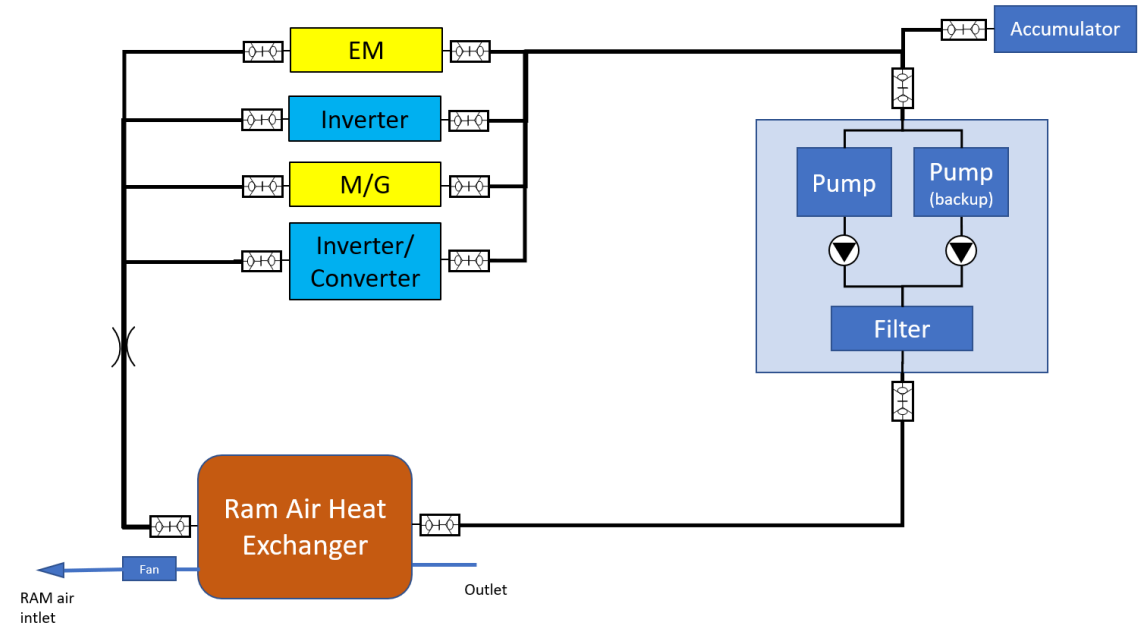 EM
Accumulator
Inverter
M/G
Inverter/
Converter
Pump
Pump
(backup)
Filter
Ram Air Heat
Exchanger
Fan
RAM air
intlet
Outlet